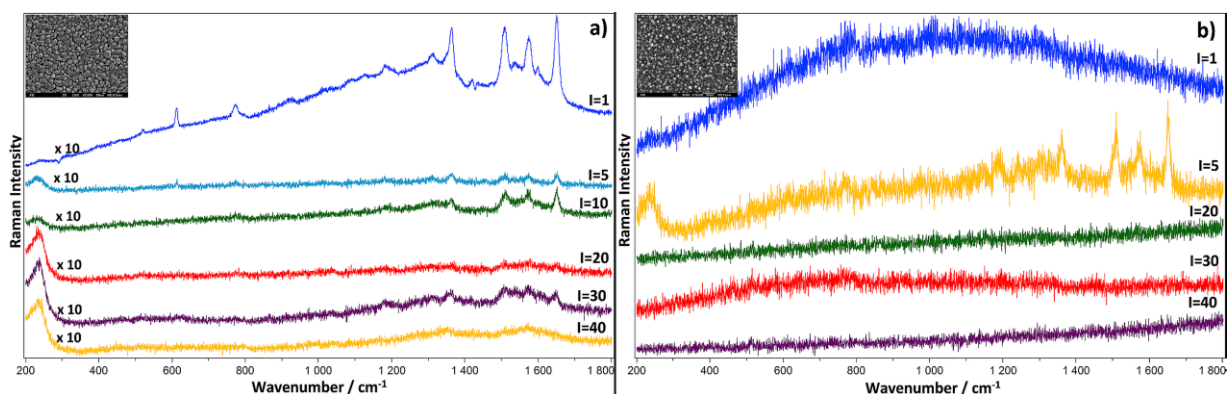 a)
I=1
x 10
x 10
I=5
x 10
I=10
x 10
I=20
x 10
I=30
x 10
I=40
Raman Intensity
200 400 600 800 1 000 1 200 1 400 1 600 1 800
Wavenumber / cm⁻¹
b)
I=1
I=5
I=20
I=30
I=40
Raman Intensity
200 400 600 800 1 000 1 200 1 400 1 600 1 800
Wavenumber / cm⁻¹